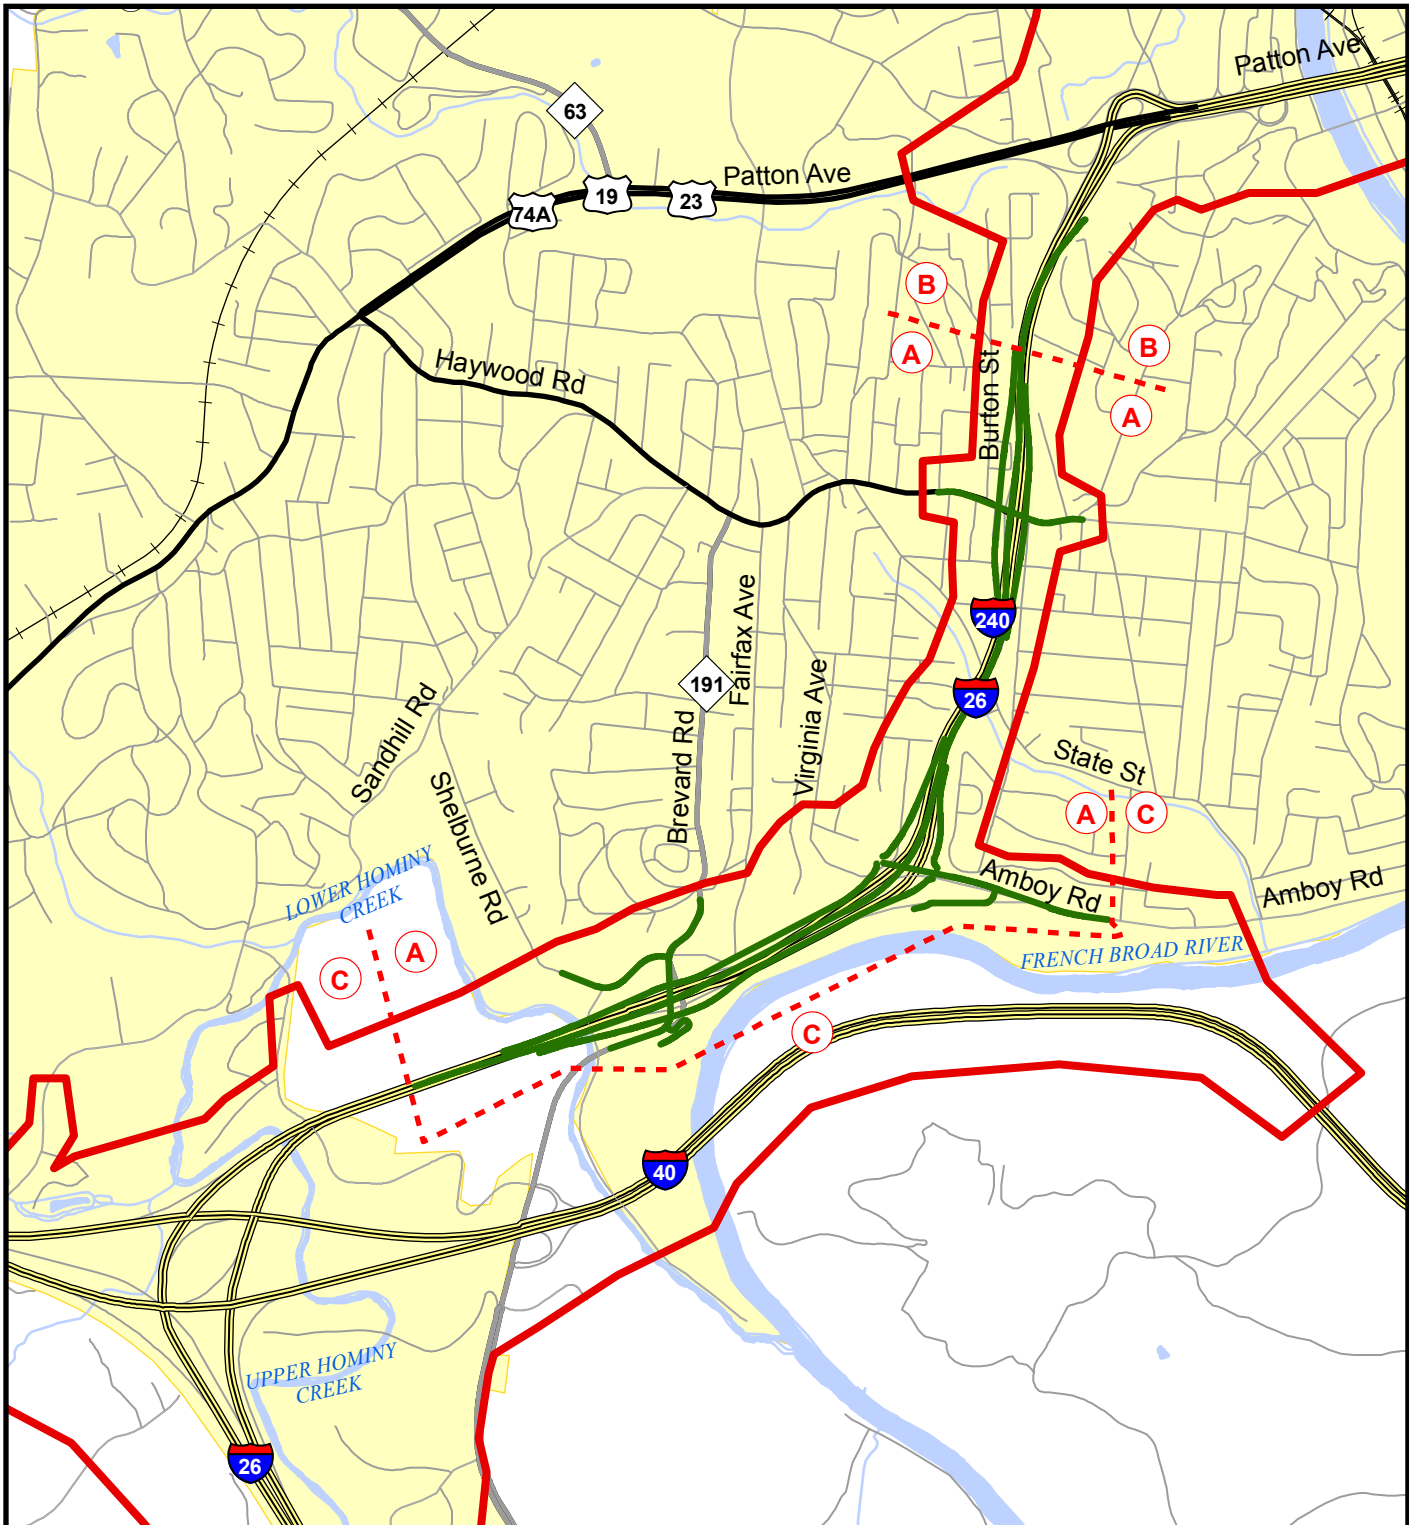 Patton Ave
63
Patton Ave
19
23
74A
B
B
A
A
Haywood Rd
Burton St
240
Fairfax Ave
191
26
Virginia Ave
Sandhill Rd
Brevard Rd
State St
Shelburne Rd
A
C
LOWER HOMINY
CREEK
Amboy Rd
Amboy Rd
A
C
FRENCH BROAD RIVER
C
40
UPPER HOMINY
CREEK
26